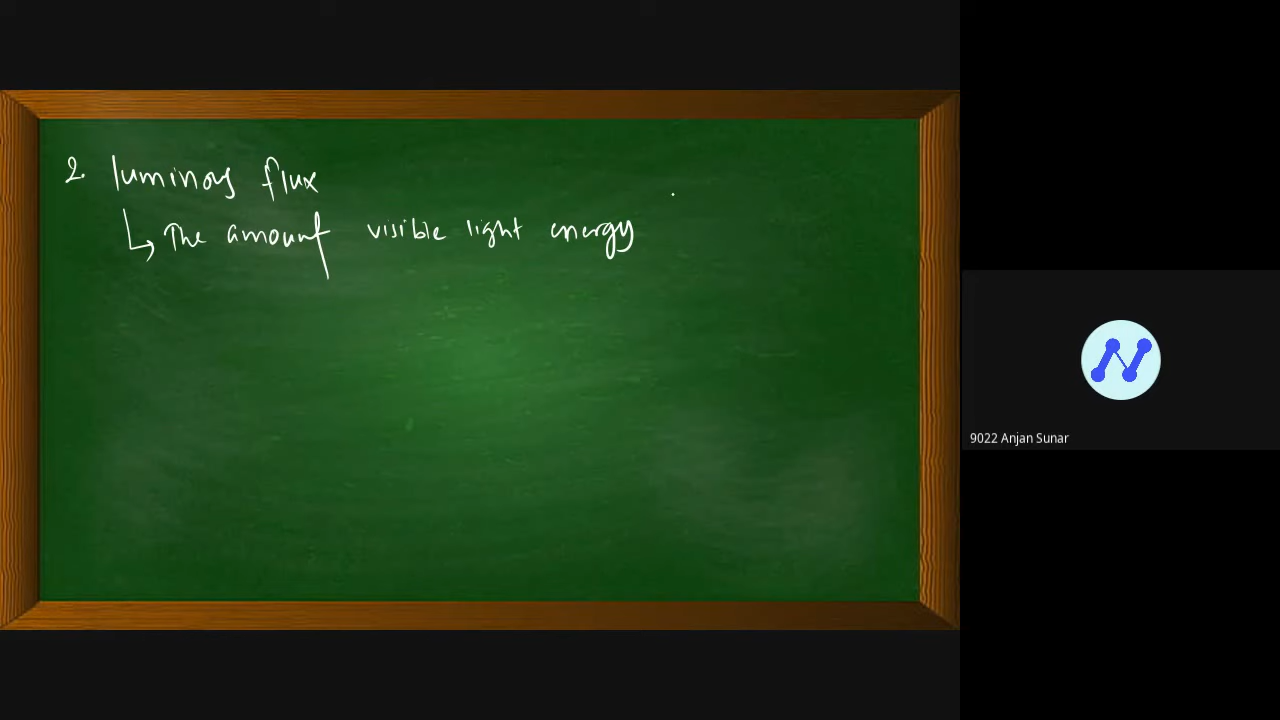 2. luminous flux
↳ The amount visible light energy
9022 Anjan Sunar